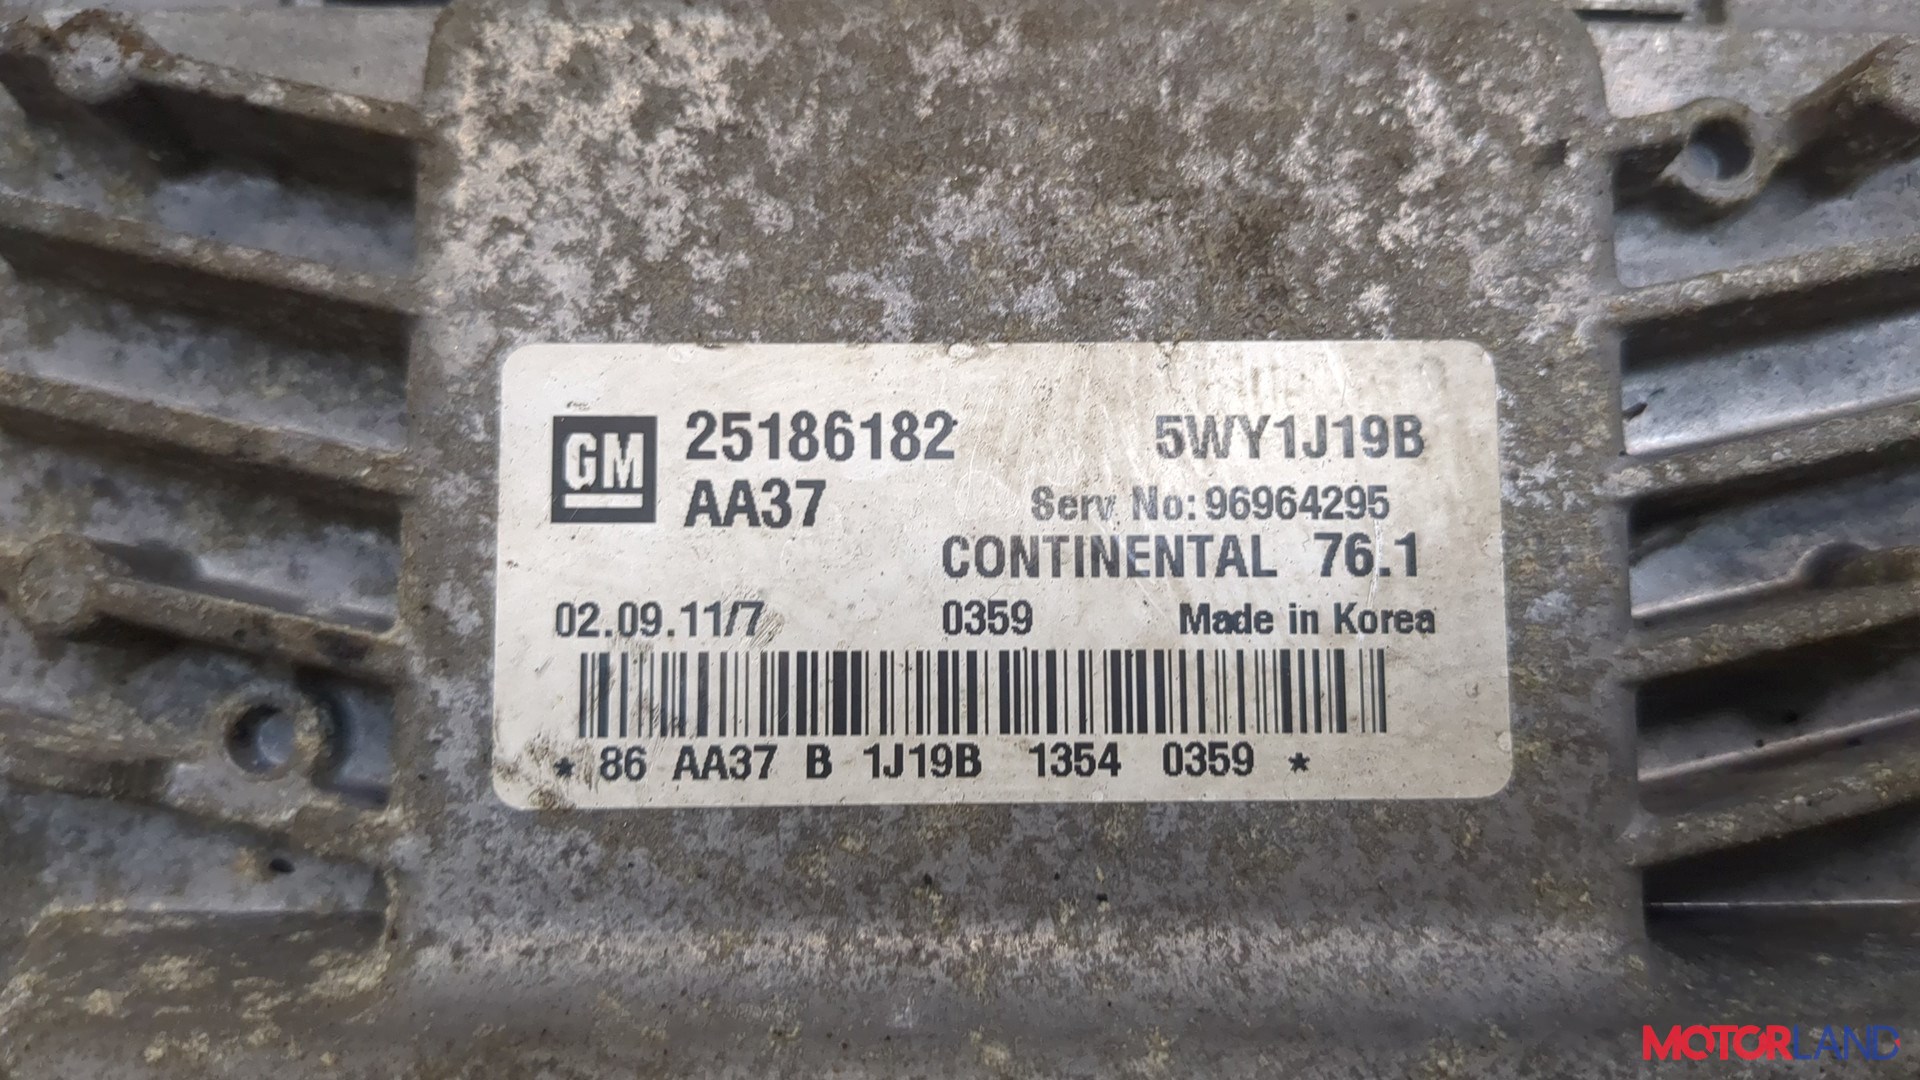 GM 25186182 5WY1J19B
AA37 Serv No: 96964295
CONTINENTAL 76.1
02.09.11/7 0359 Made in Korea
* 86 AA37 B 1J19B 1354 0359 *
MOTORLAND